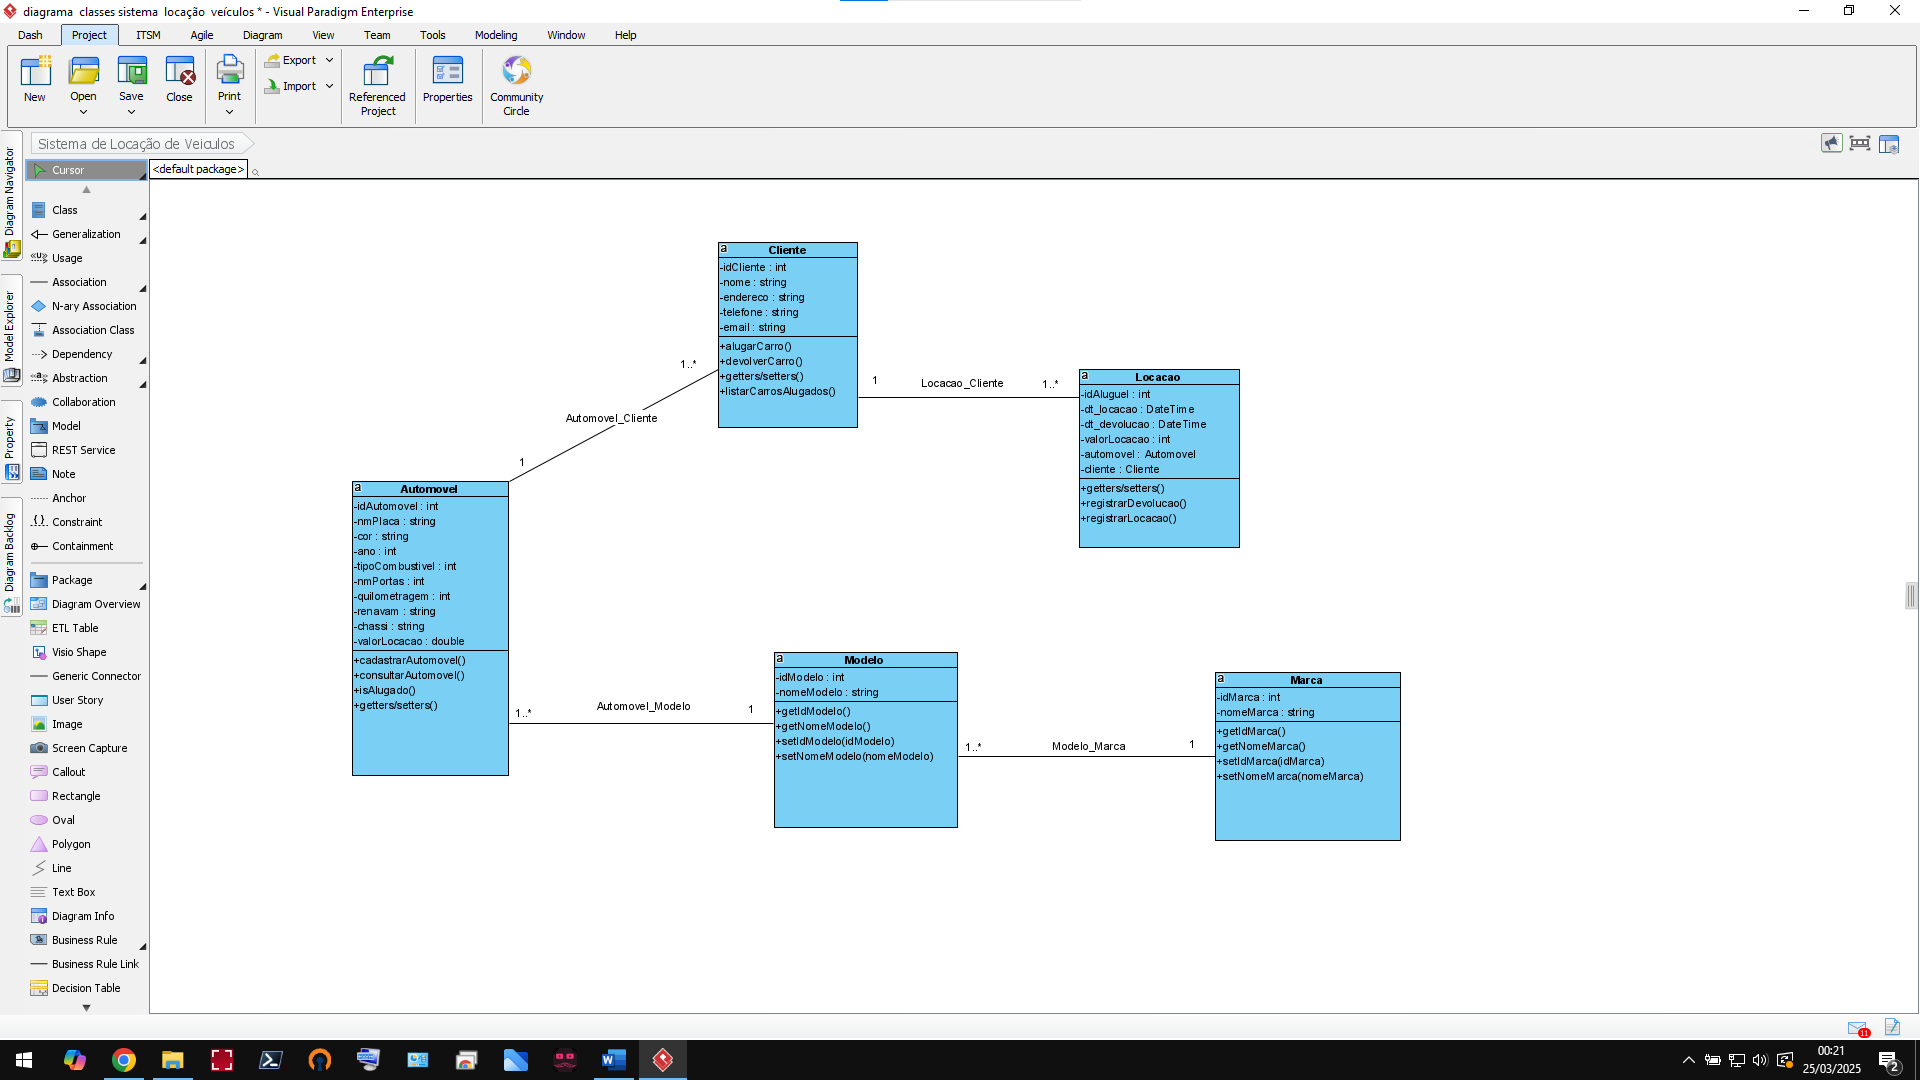 diagrama classes sistema locação veículos * - Visual Paradigm Enterprise
Dash Project ITSM Agile Diagram View Team Tools Modeling Window Help
New
Open
Save
Close
Print
Export
Import
Referenced
Project
Properties
Community
Circle
Sistema de Locação de Veiculos
<default package>
Diagram Navigator
Model Explorer
Property
Diagram Backlog
Cursor
Class
Generalization
Usage
Association
N-ary Association
Association Class
Dependency
Abstraction
Collaboration
Model
REST Service
Note
Anchor
Constraint
Containment
Package
Diagram Overview
ETL Table
Visio Shape
Generic Connector
User Story
Image
Screen Capture
Callout
Rectangle
Oval
Polygon
Line
Text Box
Diagram Info
Business Rule
Business Rule Link
Decision Table
a Cliente
-idCliente : int
-nome : string
-endereco : string
-telefone : string
-email : string
+alugarCarro()
+devolverCarro()
+getters/setters()
+listarCarrosAlugados()
1..*
Automovel_Cliente
1
1
Locacao_Cliente
1..*
a Locacao
-idAluguel : int
-dt_locacao : DateTime
-dt_devolucao : DateTime
-valorLocacao : int
-automovel : Automovel
-cliente : Cliente
+getters/setters()
+registrarDevolucao()
+registrarLocacao()
a Automovel
-idAutomovel : int
-nmPlaca : string
-cor : string
-ano : int
-tipoCombustivel : int
-nmPortas : int
-quilometragem : int
-renavam : string
-chassi : string
-valorLocacao : double
+cadastrarAutomovel()
+consultarAutomovel()
+isAlugado()
+getters/setters()
1..*
Automovel_Modelo
1
a Modelo
-idModelo : int
-nomeModelo : string
+getIdModelo()
+getNomeModelo()
+setIdModelo(idModelo)
+setNomeModelo(nomeModelo)
1..*
Modelo_Marca
1
a Marca
-idMarca : int
-nomeMarca : string
+getIdMarca()
+getNomeMarca()
+setIdMarca(idMarca)
+setNomeMarca(nomeMarca)
11
00:21
25/03/2025
2